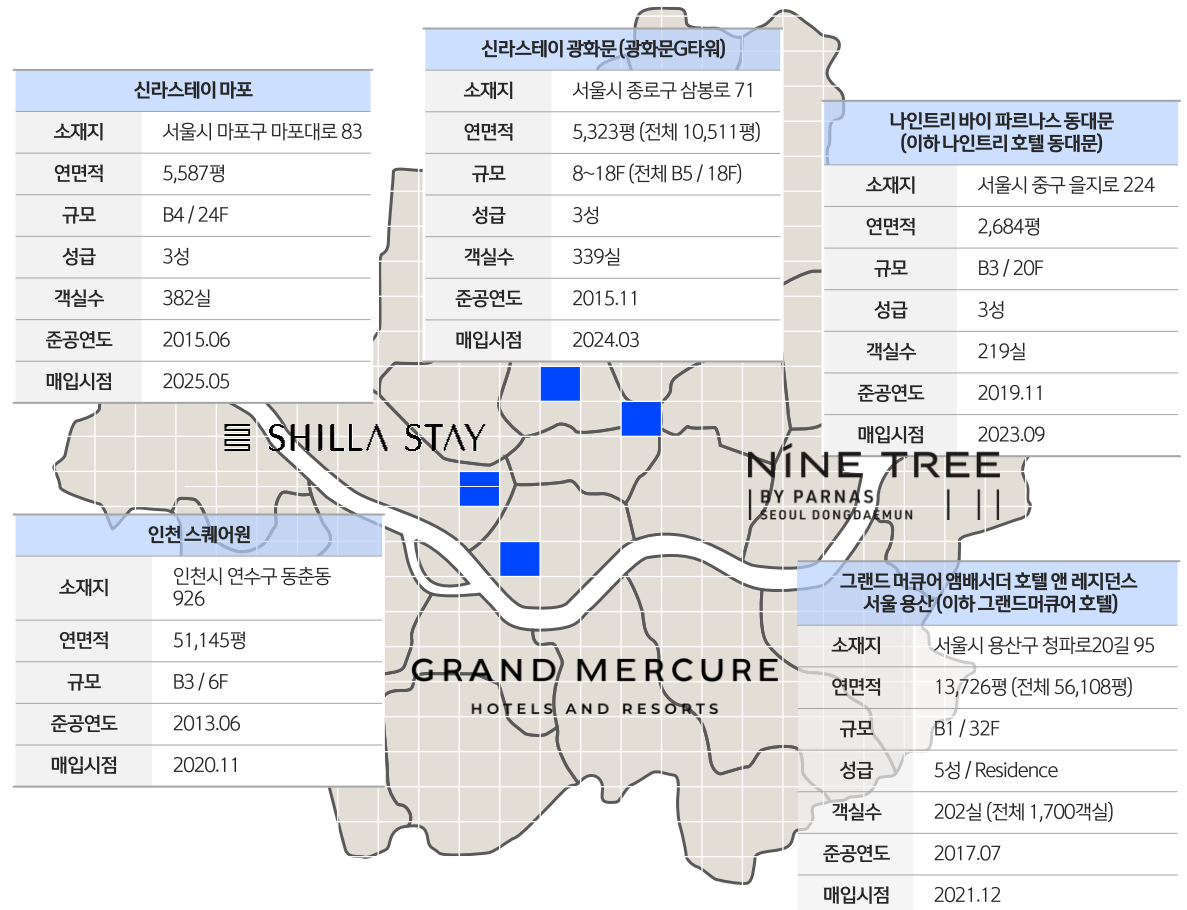 신라스테이 마포
소재지 서울시 마포구 마포대로 83
연면적 5,587평
규모 B4 / 24F
성급 3성
객실수 382실
준공연도 2015.06
매입시점 2025.05
신라스테이 광화문 (광화문G타워)
소재지 서울시 종로구 삼봉로 71
연면적 5,323평 (전체 10,511평)
규모 8~18F (전체 B5 / 18F)
성급 3성
객실수 339실
준공연도 2015.11
매입시점 2024.03
나인트리 바이 파르나스 동대문
(이하 나인트리 호텔 동대문)
소재지 서울시 중구 을지로 224
연면적 2,684평
규모 B3 / 20F
성급 3성
객실수 219실
준공연도 2019.11
매입시점 2023.09
SHILLA STAY
NÍNE TREE
BY PARNAS
SEOUL DONGDAEMUN
인천 스퀘어원
소재지 인천시 연수구 동춘동
926
연면적 51,145평
규모 B3 / 6F
준공연도 2013.06
매입시점 2020.11
GRAND MERCURE
HOTELS AND RESORTS
그랜드 머큐어 앰배서더 호텔 앤 레지던스
서울 용산 (이하 그랜드머큐어 호텔)
소재지 서울시 용산구 청파로20길 95
연면적 13,726평 (전체 56,108평)
규모 B1 / 32F
성급 5성 / Residence
객실수 202실 (전체 1,700객실)
준공연도 2017.07
매입시점 2021.12